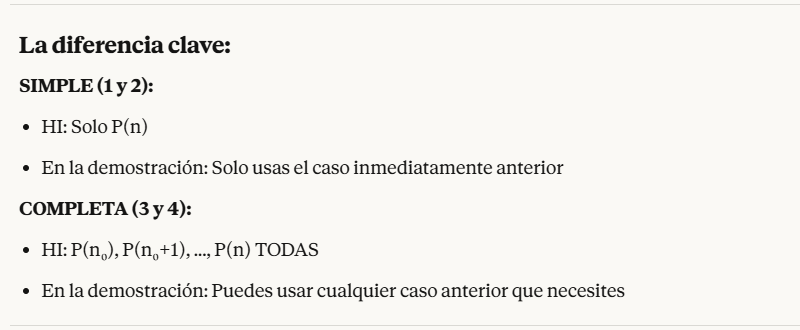 La diferencia clave:
SIMPLE (1 y 2):
• HI: Solo P(n)
• En la demostración: Solo usas el caso inmediatamente anterior
COMPLETA (3 y 4):
• HI: P(n₀), P(n₀+1), ..., P(n) TODAS
• En la demostración: Puedes usar cualquier caso anterior que necesites